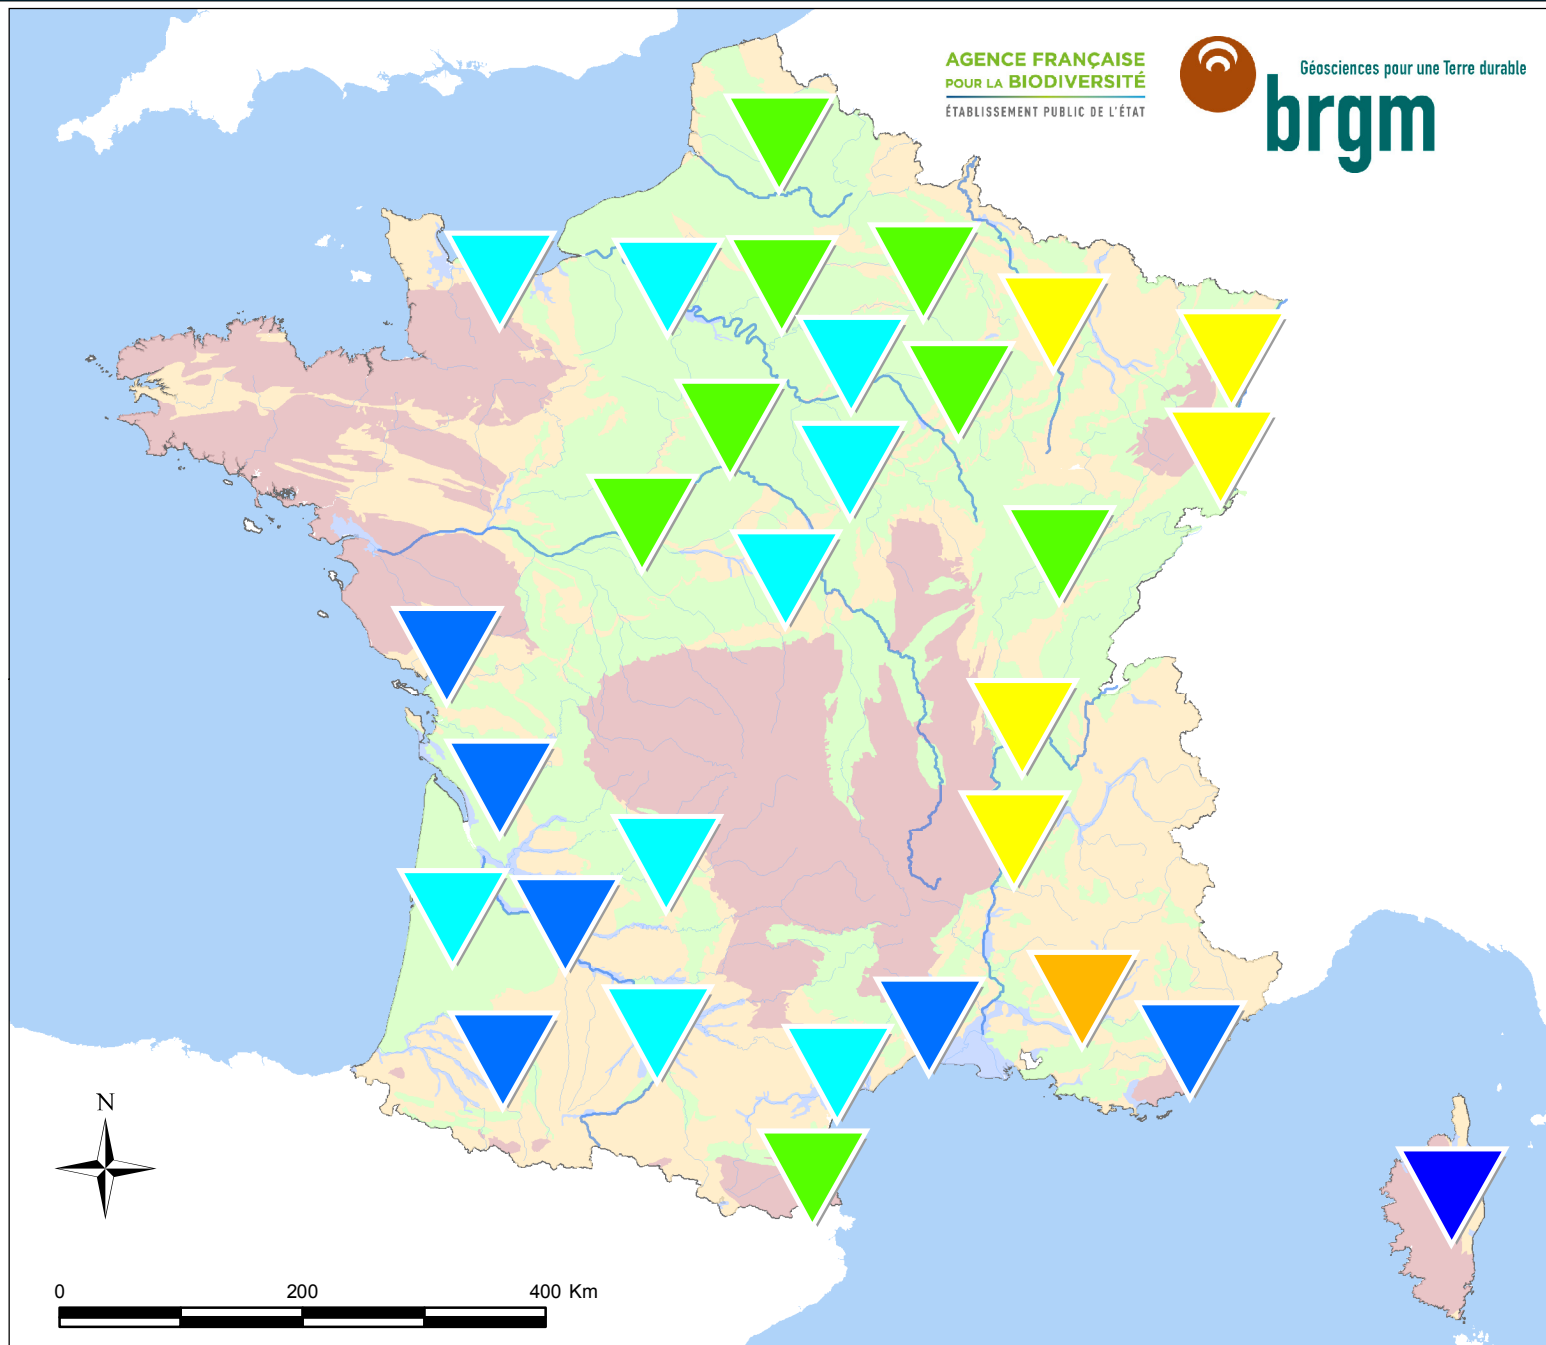 AGENCE FRANÇAISE
POUR LA BIODIVERSITÉ
ÉTABLISSEMENT PUBLIC DE L'ÉTAT
Géosciences pour une Terre durable
brgm
N
0 200 400 Km